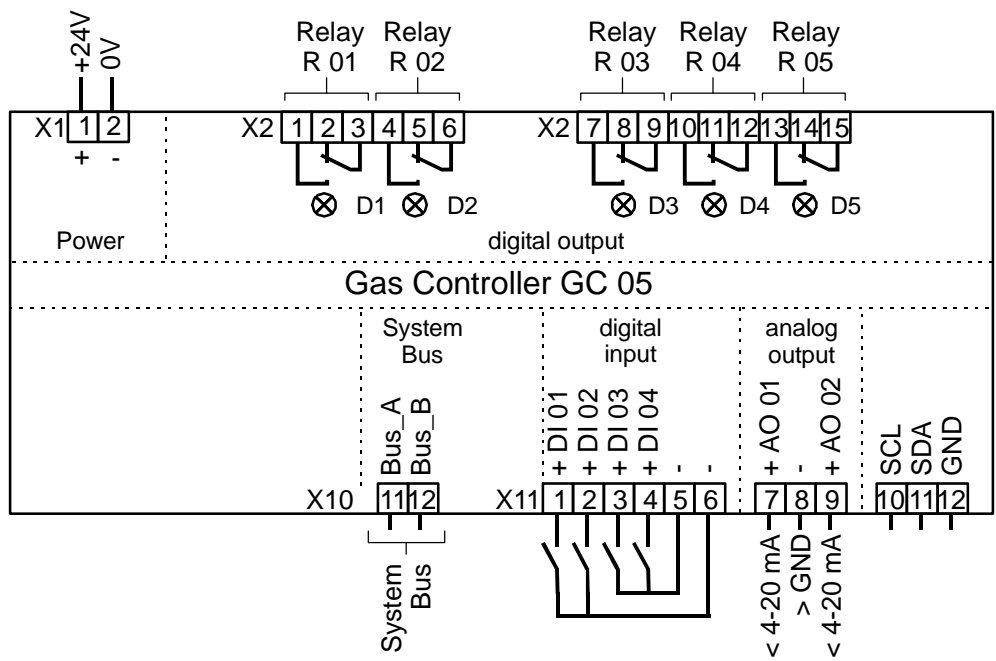 +24V
0V
Relay R 01
Relay R 02
Relay R 03
Relay R 04
Relay R 05
X1 1 2
X2 1 2 3 4 5 6
X2 7 8 9 10 11 12 13 14 15
+ -
D1 D2 D3 D4 D5
Power
digital output
Gas Controller GC 05
System Bus
digital input
analog output
Bus_A
Bus_B
+ DI 01
+ DI 02
+ DI 03
+ DI 04
-
-
+ AO 01
-
+ AO 02
SCL
SDA
GND
X10 11 12
X11 1 2 3 4 5 6
7 8 9
10 11 12
System Bus
< 4-20 mA
> GND
< 4-20 mA